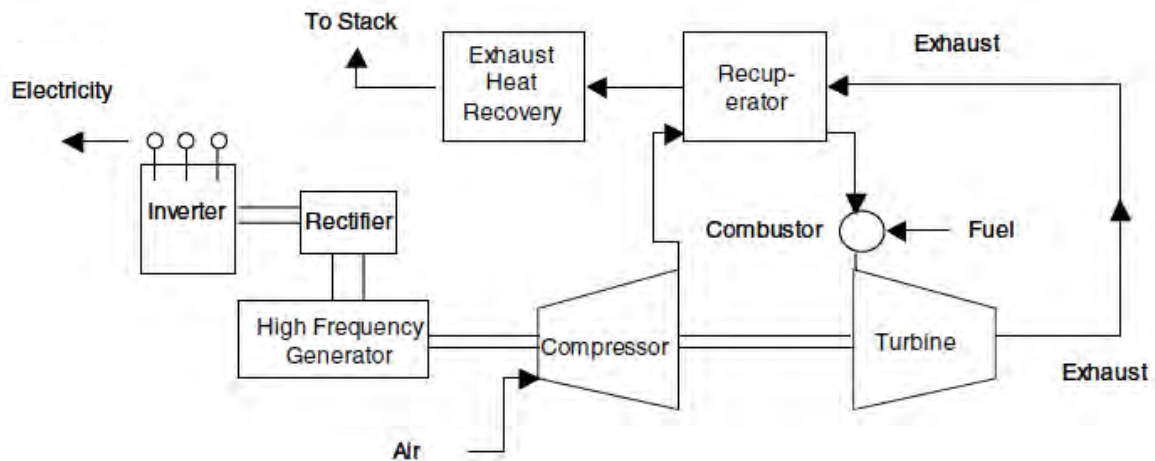 To Stack
Exhaust
Heat
Recovery
Recup-
erator
Exhaust
Electricity
Inverter
Rectifier
Combustor
Fuel
High Frequency
Generator
Compressor
Turbine
Exhaust
Air